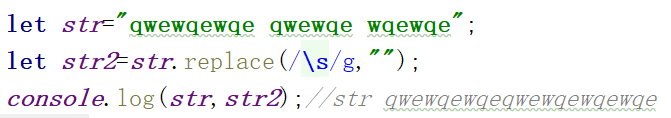 let str="qwewqewqe qwewqe wqewqe";
let str2=str.replace(/\s/g,"");
console.log(str,str2);//str qwewqewqeqwewqewqewqe